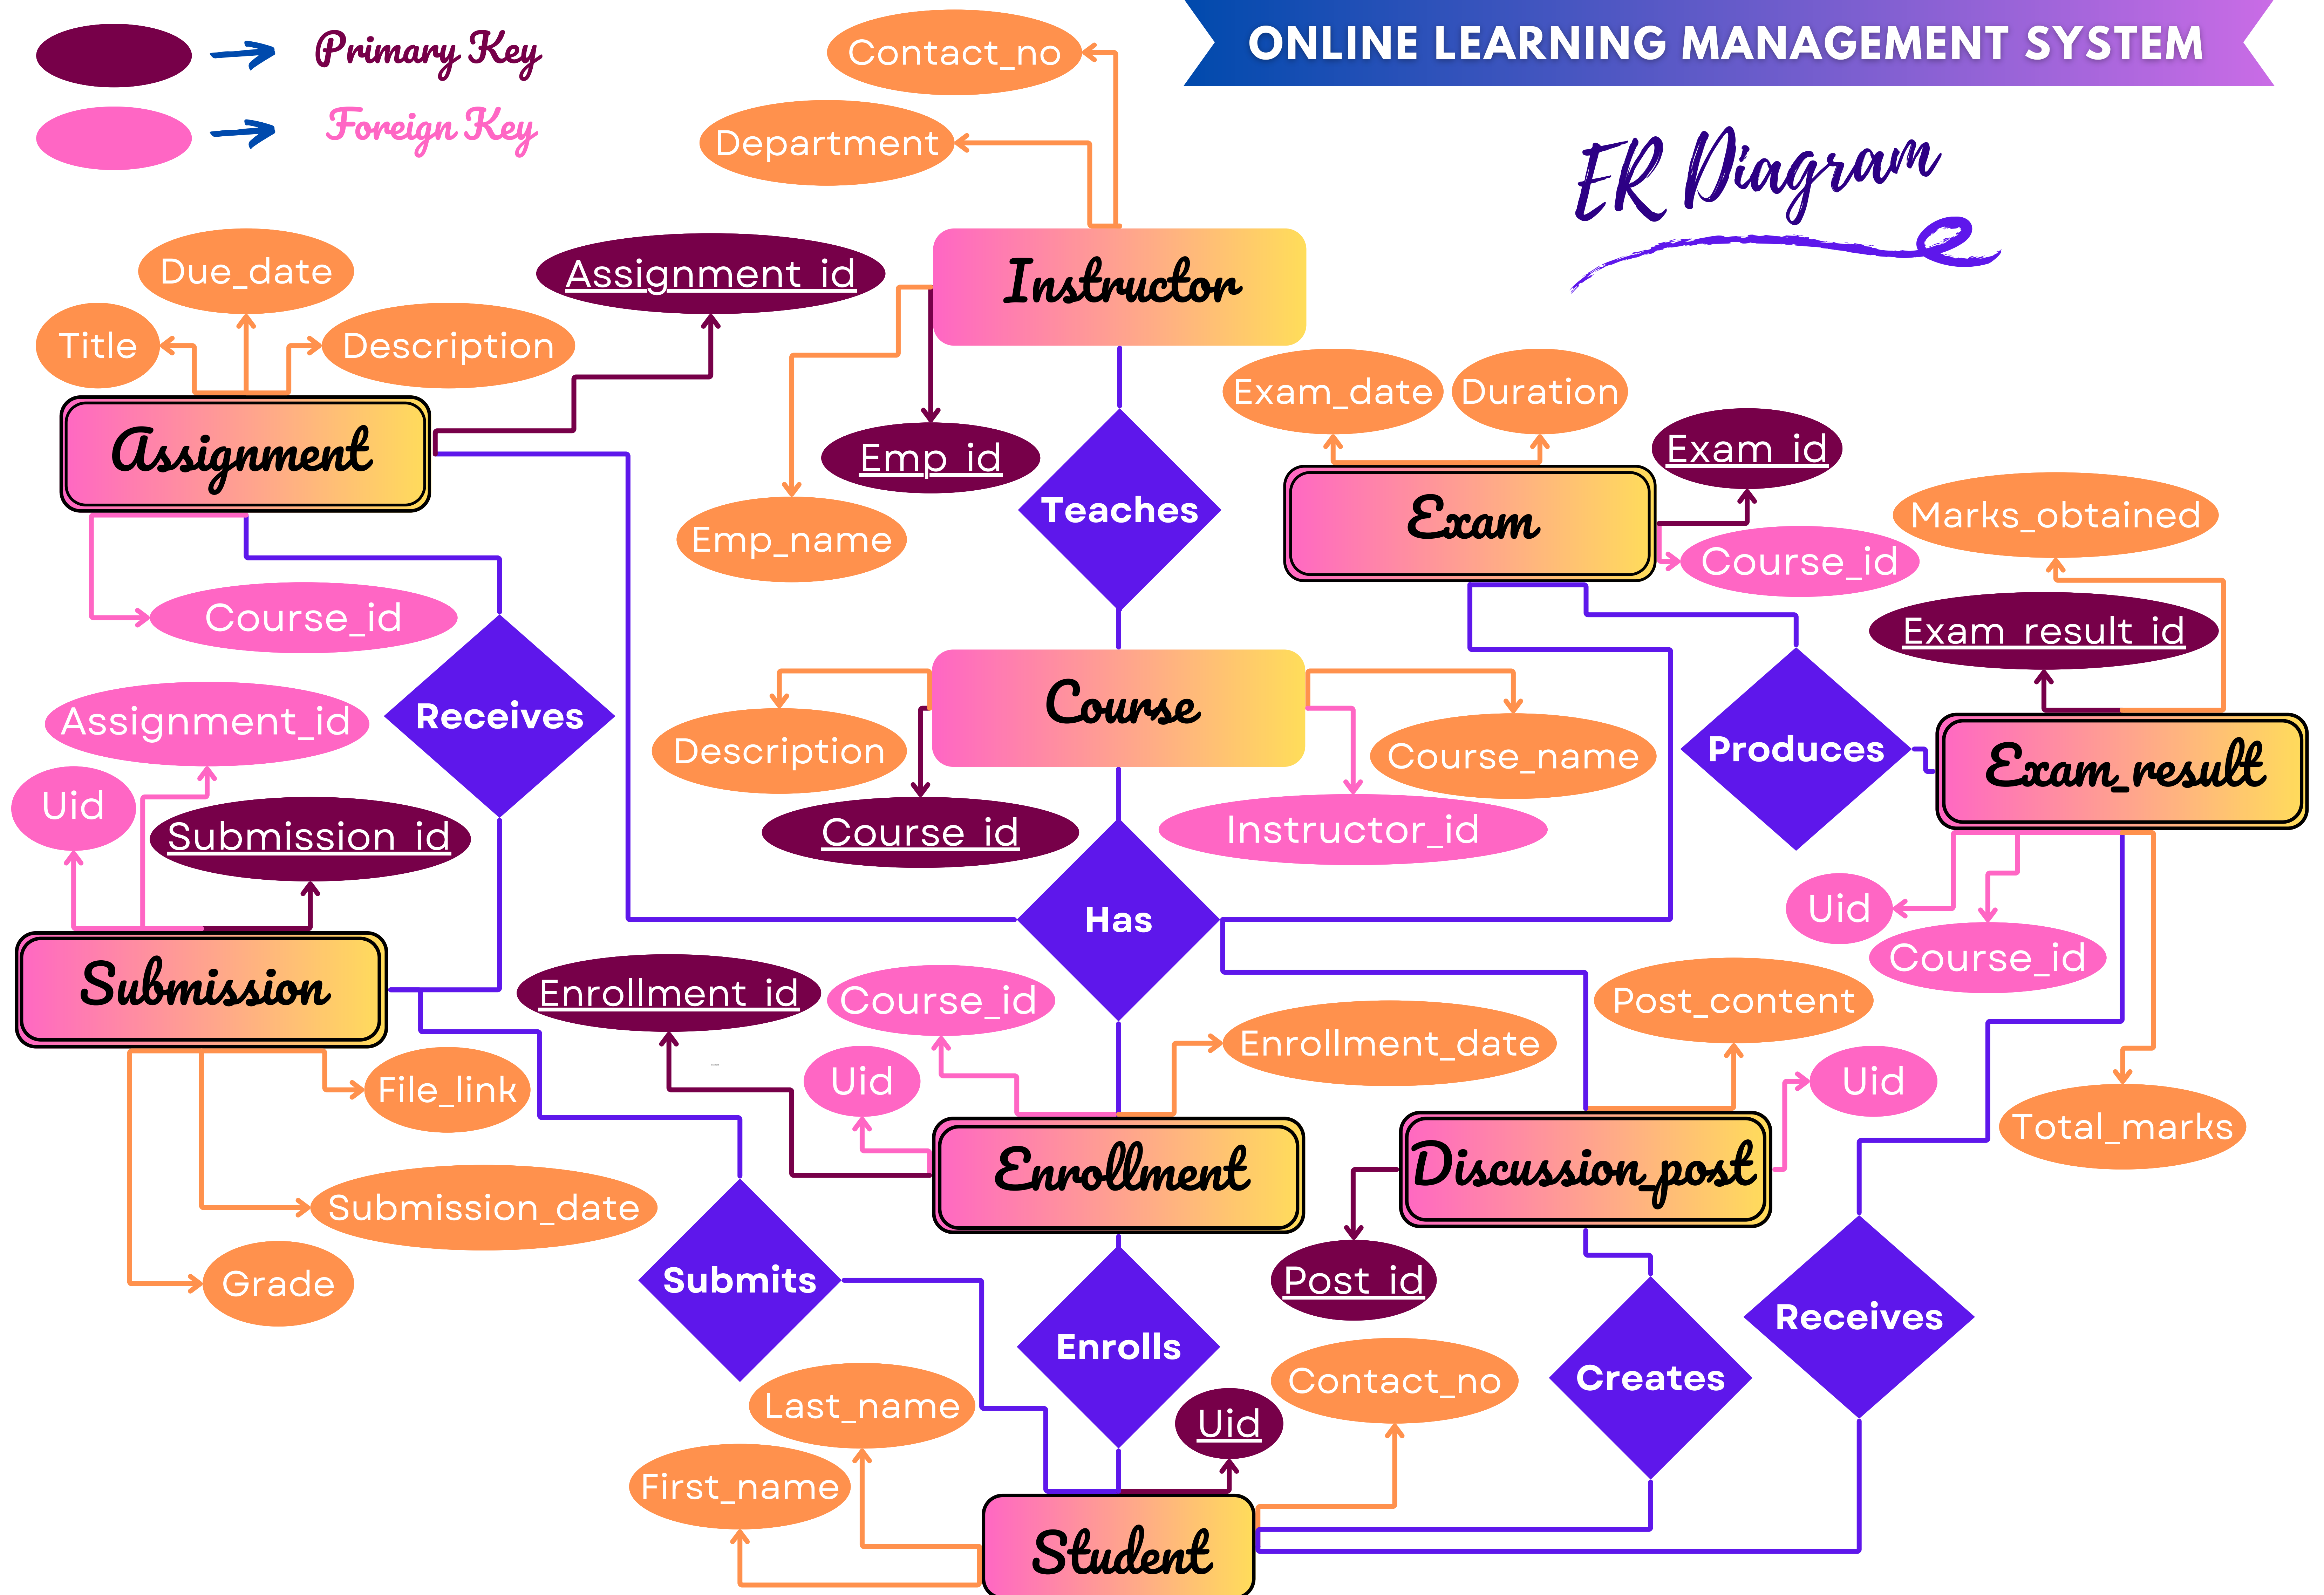 Primary Key
Foreign Key
ONLINE LEARNING MANAGEMENT SYSTEM
ER Diagram
Contact_no
Department
Instructor
Due_date
Title
Description
Assignment_id
Assignment
Emp_id
Emp_name
Teaches
Exam_date
Duration
Exam_id
Exam
Course_id
Marks_obtained
Course_id
Exam_result_id
Receives
Course
Description
Course_id
Course_name
Instructor_id
Produces
Exam_result
Assignment_id
Uid
Submission_id
Has
Uid
Course_id
Submission
Enrollment_id
Course_id
Uid
Enrollment_date
Post_content
Uid
Total_marks
File_link
Submission_date
Grade
Enrollment
Discussion_post
Submits
Post_id
Enrolls
Creates
Receives
Last_name
First_name
Uid
Contact_no
Student